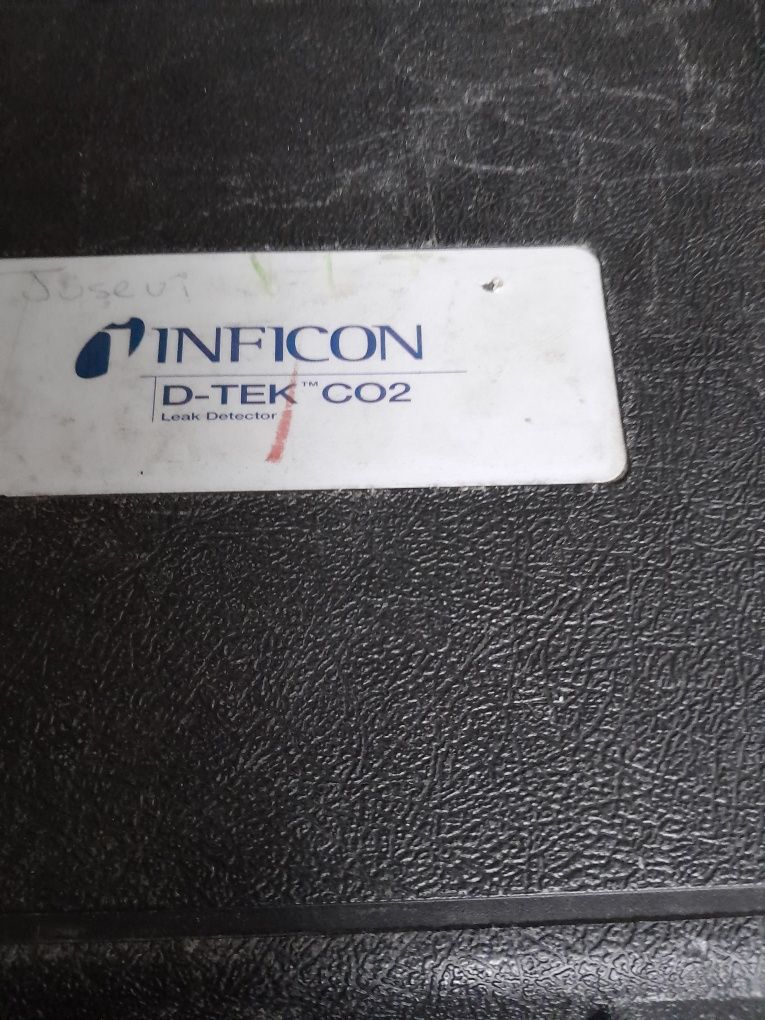 INFICON
D-TEK™ CO2
Leak Detector